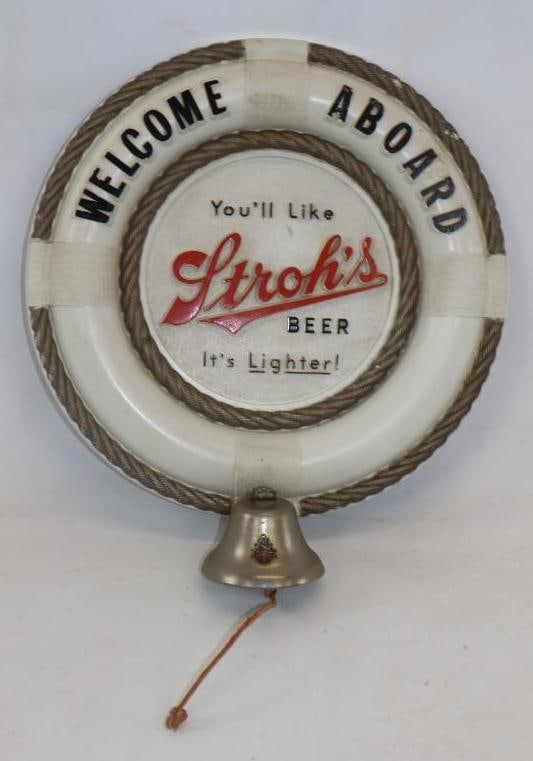 WELCOME ABOARD
You'll Like
Stroh's
BEER
It's Lighter!